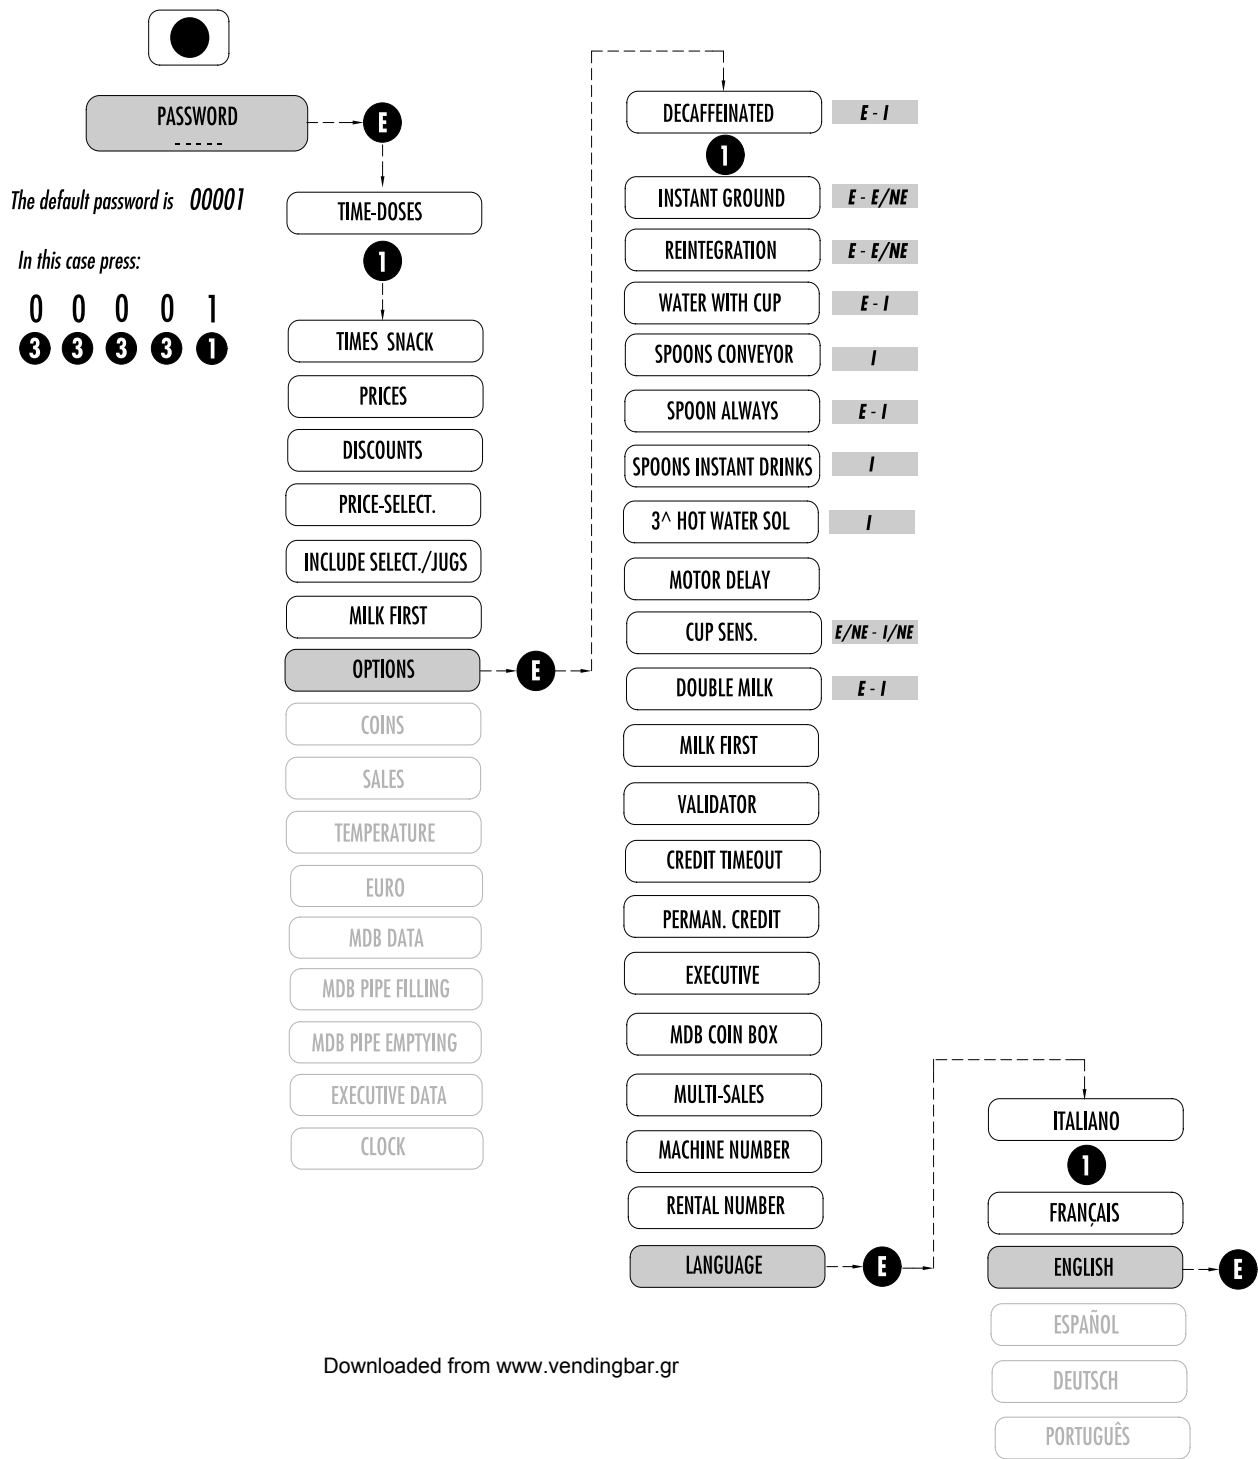 PASSWORD
- - - - -
E
The default password is 00001
In this case press:
0 0 0 0 1
3 3 3 3 1
TIME-DOSES
1
TIMES SNACK
PRICES
DISCOUNTS
PRICE-SELECT.
INCLUDE SELECT./JUGS
MILK FIRST
OPTIONS
E
COINS
SALES
TEMPERATURE
EURO
MDB DATA
MDB PIPE FILLING
MDB PIPE EMPTYING
EXECUTIVE DATA
CLOCK
DECAFFEINATED E - I
1
INSTANT GROUND E - E/NE
REINTEGRATION E - E/NE
WATER WITH CUP E - I
SPOONS CONVEYOR I
SPOON ALWAYS E - I
SPOONS INSTANT DRINKS I
3^ HOT WATER SOL I
MOTOR DELAY
CUP SENS. E/NE - I/NE
DOUBLE MILK E - I
MILK FIRST
VALIDATOR
CREDIT TIMEOUT
PERMAN. CREDIT
EXECUTIVE
MDB COIN BOX
MULTI-SALES
MACHINE NUMBER
RENTAL NUMBER
LANGUAGE
E
ITALIANO
1
FRANÇAIS
ENGLISH
E
ESPAÑOL
DEUTSCH
PORTUGUÊS
Downloaded from www.vendingbar.gr